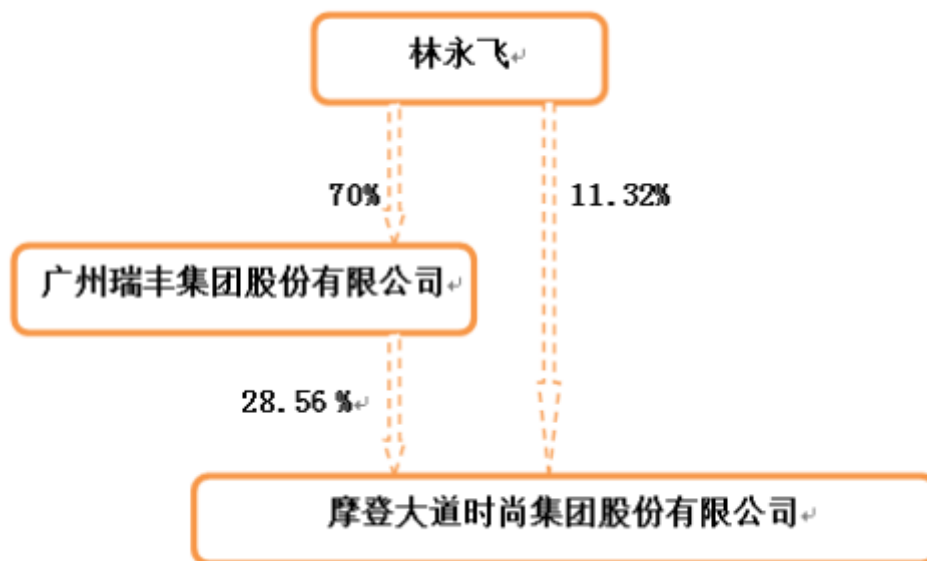 林永飞
70%
11.32%
广州瑞丰集团股份有限公司
28.56 %
摩登大道时尚集团股份有限公司